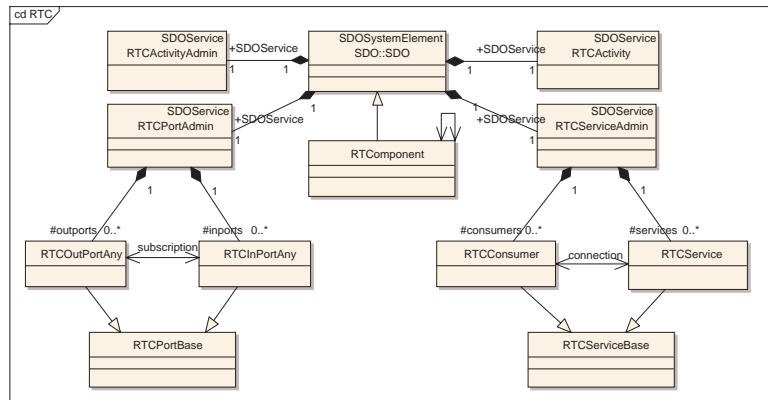 cd RTC
SDOService
RTCActivityAdmin
+SDOService
1
1
SDOSystemElement
SDO::SDO
+SDOService
1
1
SDOService
RTCActivity
SDOService
RTCPortAdmin
+SDOService
1
1
RTComponent
1
+SDOService
1
SDOService
RTCServiceAdmin
1
1
1
1
#outports 0..*
#inports 0..*
#consumers 0..*
#services 0..*
RTCOutPortAny
subscription
RTCInPortAny
RTCConsumer
connection
RTCService
RTCPortBase
RTCServiceBase